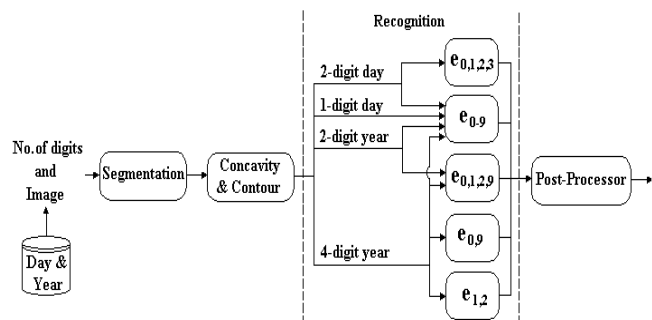 Recognition
2-digit day
1-digit day
2-digit year
4-digit year
e0,1,2,3
e0-9
e0,1,2,9
e0,9
e1,2
No.of digits
and
Image
Day &
Year
Segmentation
Concavity
& Contour
Post-Processor